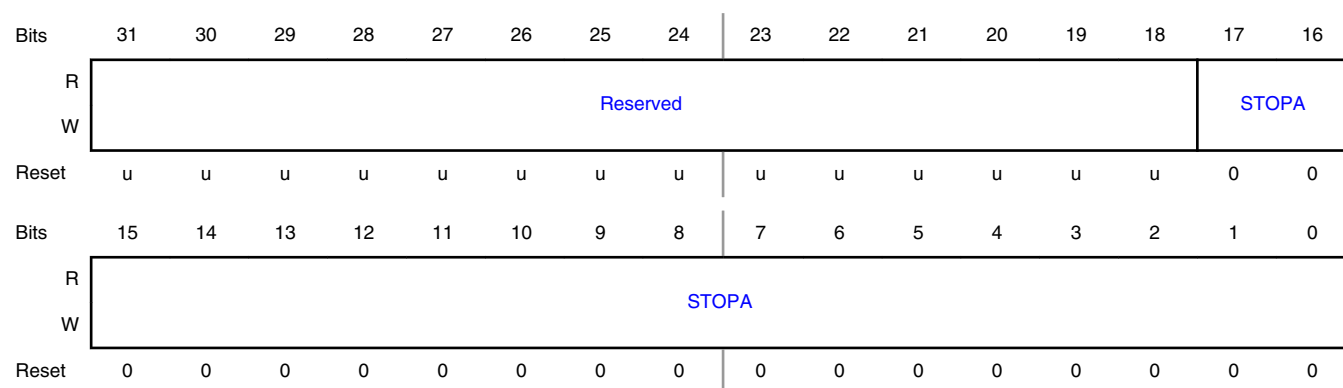 Bits 31 30 29 28 27 26 25 24 23 22 21 20 19 18 17 16
R
Reserved STOPA
W
Reset u u u u u u u u u u u u u u 0 0
Bits 15 14 13 12 11 10 9 8 7 6 5 4 3 2 1 0
R
STOPA
W
Reset 0 0 0 0 0 0 0 0 0 0 0 0 0 0 0 0